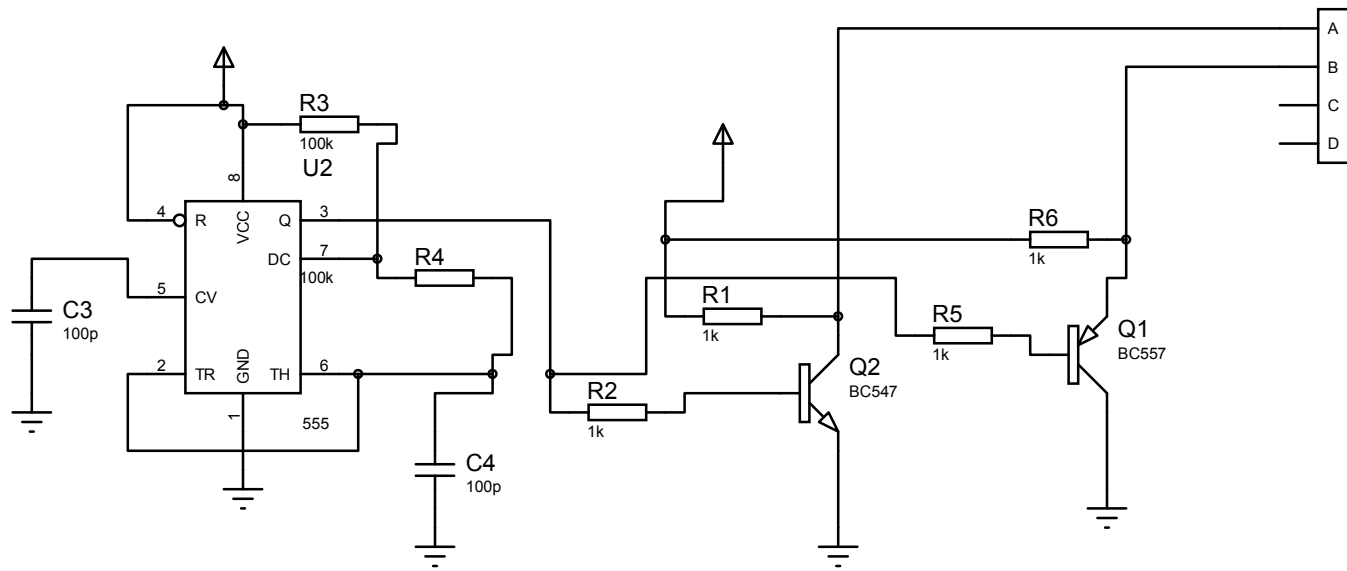 A
B
C
D
R3
100k
U2
8
VCC
4
R
Q
3
DC
7
100k
R4
5
CV
C3
100p
2
TR
GND
TH
6
1
555
C4
100p
R6
1k
R1
1k
R5
1k
Q1
BC557
Q2
BC547
R2
1k